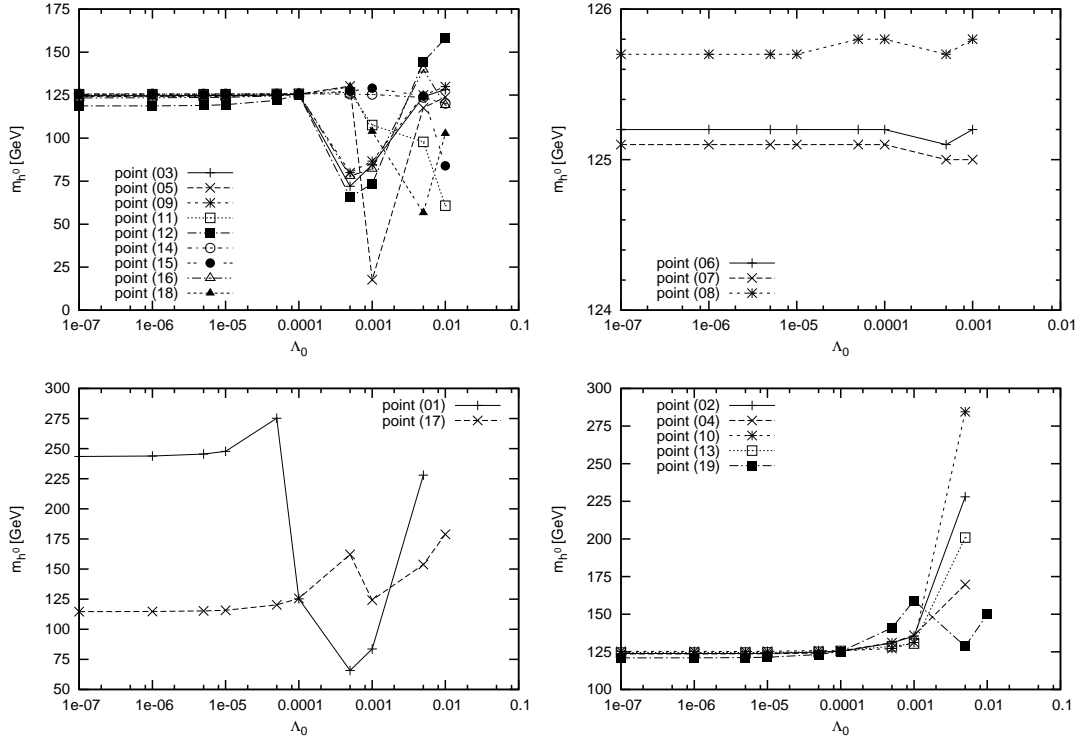 175
150
125
100
75
50
25
0
m_h⁰ [GeV]
point (03)
point (05)
point (09)
point (11)
point (12)
point (14)
point (15)
point (16)
point (18)
1e-07 1e-06 1e-05 0.0001 0.001 0.01 0.1
Λ₀
126
125
124
m_h⁰ [GeV]
point (06)
point (07)
point (08)
1e-07 1e-06 1e-05 0.0001 0.001 0.01
Λ₀
300
275
250
225
200
175
150
125
100
75
50
m_h⁰ [GeV]
point (01)
point (17)
1e-07 1e-06 1e-05 0.0001 0.001 0.01 0.1
Λ₀
300
275
250
225
200
175
150
125
100
m_h⁰ [GeV]
point (02)
point (04)
point (10)
point (13)
point (19)
1e-07 1e-06 1e-05 0.0001 0.001 0.01 0.1
Λ₀